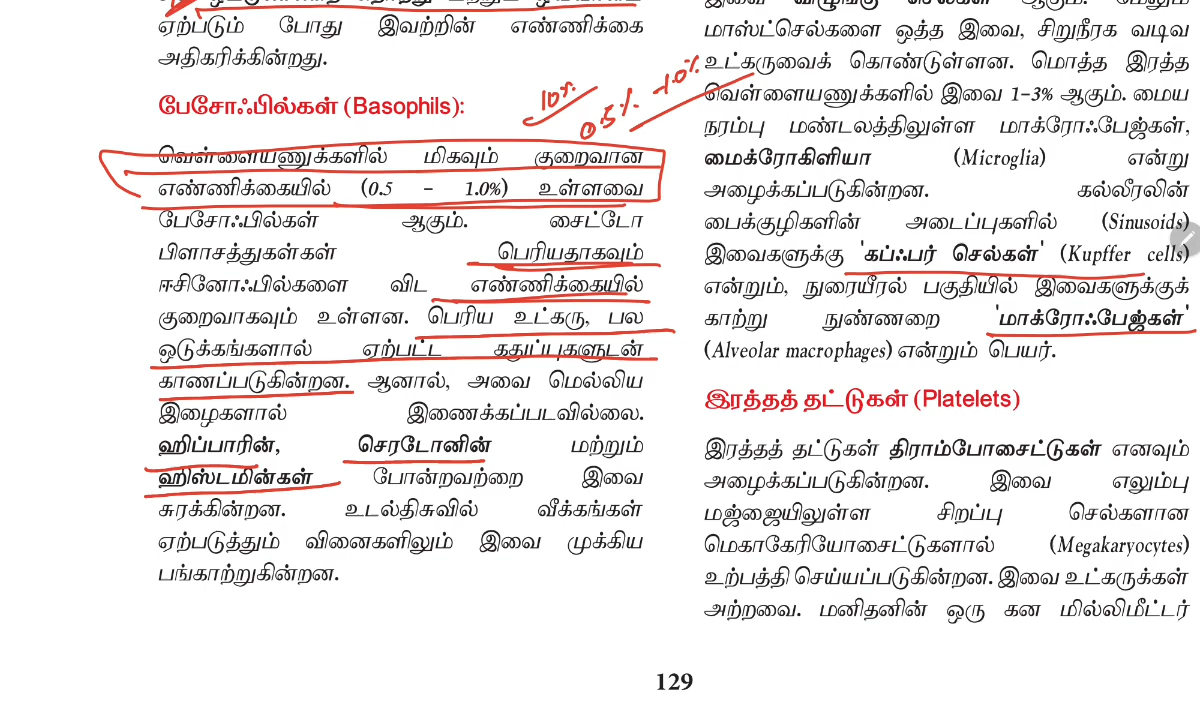 ஏற்படும் போது இவற்றின் எண்ணிக்கை
அதிகரிக்கின்றது.
பேசோஃபில்கள் (Basophils):
10%
0.5% - 1.0%
வெள்ளையணுக்களில் மிகவும் குறைவான
எண்ணிக்கையில் (0.5 – 1.0%) உள்ளவை
பேசோஃபில்கள் ஆகும். சைட்டோ
பிளாசத்துகள்கள் பெரியதாகவும்
ஈசினோஃபில்களை விட எண்ணிக்கையில்
குறைவாகவும் உள்ளன. பெரிய உட்கரு, பல
ஒடுக்கங்களால் ஏற்பட்ட கதுப்புகளுடன்
காணப்படுகின்றன. ஆனால், அவை மெல்லிய
இழைகளால் இணைக்கப்படவில்லை.
ஹிப்பாரின், செரடோனின் மற்றும்
ஹிஸ்டமின்கள் போன்றவற்றை இவை
சுரக்கின்றன. உடல்திசுவில் வீக்கங்கள்
ஏற்படுத்தும் வினைகளிலும் இவை முக்கிய
பங்காற்றுகின்றன.
இவை விழுங்கு செல்கள் ஆகும். மேலும்
மாஸ்ட்செல்களை ஒத்த இவை, சிறுநீரக வடிவ
உட்கருவைக் கொண்டுள்ளன. மொத்த இரத்த
வெள்ளையணுக்களில் இவை 1-3% ஆகும். மைய
நரம்பு மண்டலத்திலுள்ள மாக்ரோஃபேஜ்கள்,
மைக்ரோகிளியா (Microglia) என்று
அழைக்கப்படுகின்றன. கல்லீரலின்
பைக்குழிகளின் அடைப்புகளில் (Sinusoids)
இவைகளுக்கு 'கப்ஃபர் செல்கள்' (Kupffer cells)
என்றும், நுரையீரல் பகுதியில் இவைகளுக்குக்
காற்று நுண்ணறை 'மாக்ரோஃபேஜ்கள்'
(Alveolar macrophages) என்றும் பெயர்.
இரத்தத் தட்டுகள் (Platelets)
இரத்தத் தட்டுகள் திராம்போசைட்டுகள் எனவும்
அழைக்கப்படுகின்றன. இவை எலும்பு
மஜ்ஜையிலுள்ள சிறப்பு செல்களான
மெகாகேரியோசைட்டுகளால் (Megakaryocytes)
உற்பத்தி செய்யப்படுகின்றன. இவை உட்கருக்கள்
அற்றவை. மனிதனின் ஒரு கன மில்லிமீட்டர்
129